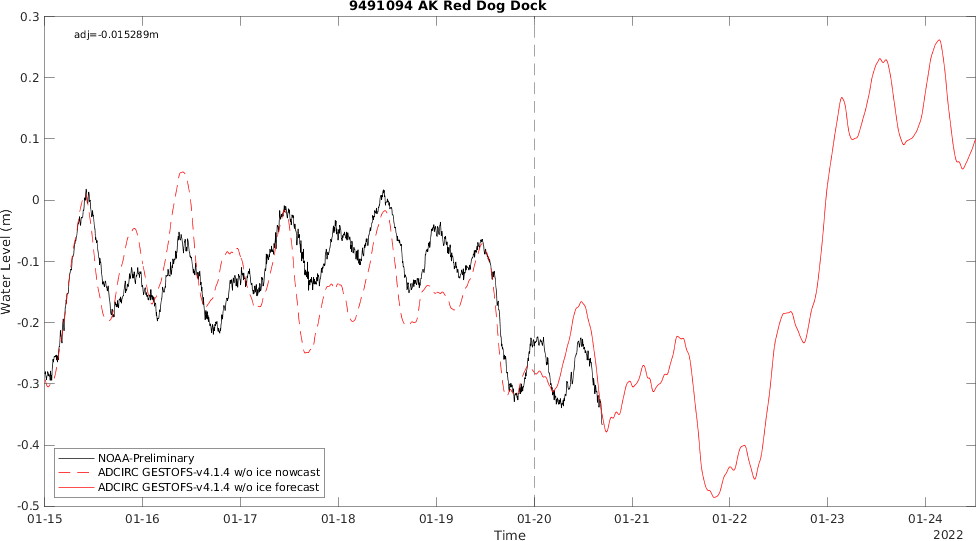 9491094 AK Red Dog Dock
adj=-0.015289m
0.3
0.2
0.1
0
-0.1
-0.2
-0.3
-0.4
-0.5
Water Level (m)
NOAA-Preliminary
ADCIRC GESTOFS-v4.1.4 w/o ice nowcast
ADCIRC GESTOFS-v4.1.4 w/o ice forecast
01-15 01-16 01-17 01-18 01-19 01-20 01-21 01-22 01-23 01-24
Time
2022